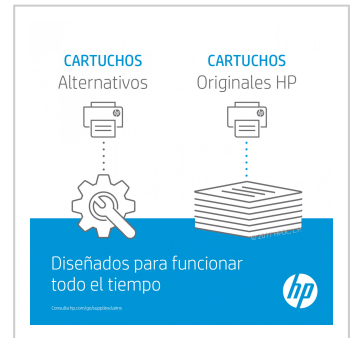 CARTUCHOS
Alternativos
CARTUCHOS
Originales HP
Diseñados para funcionar
todo el tiempo
hp